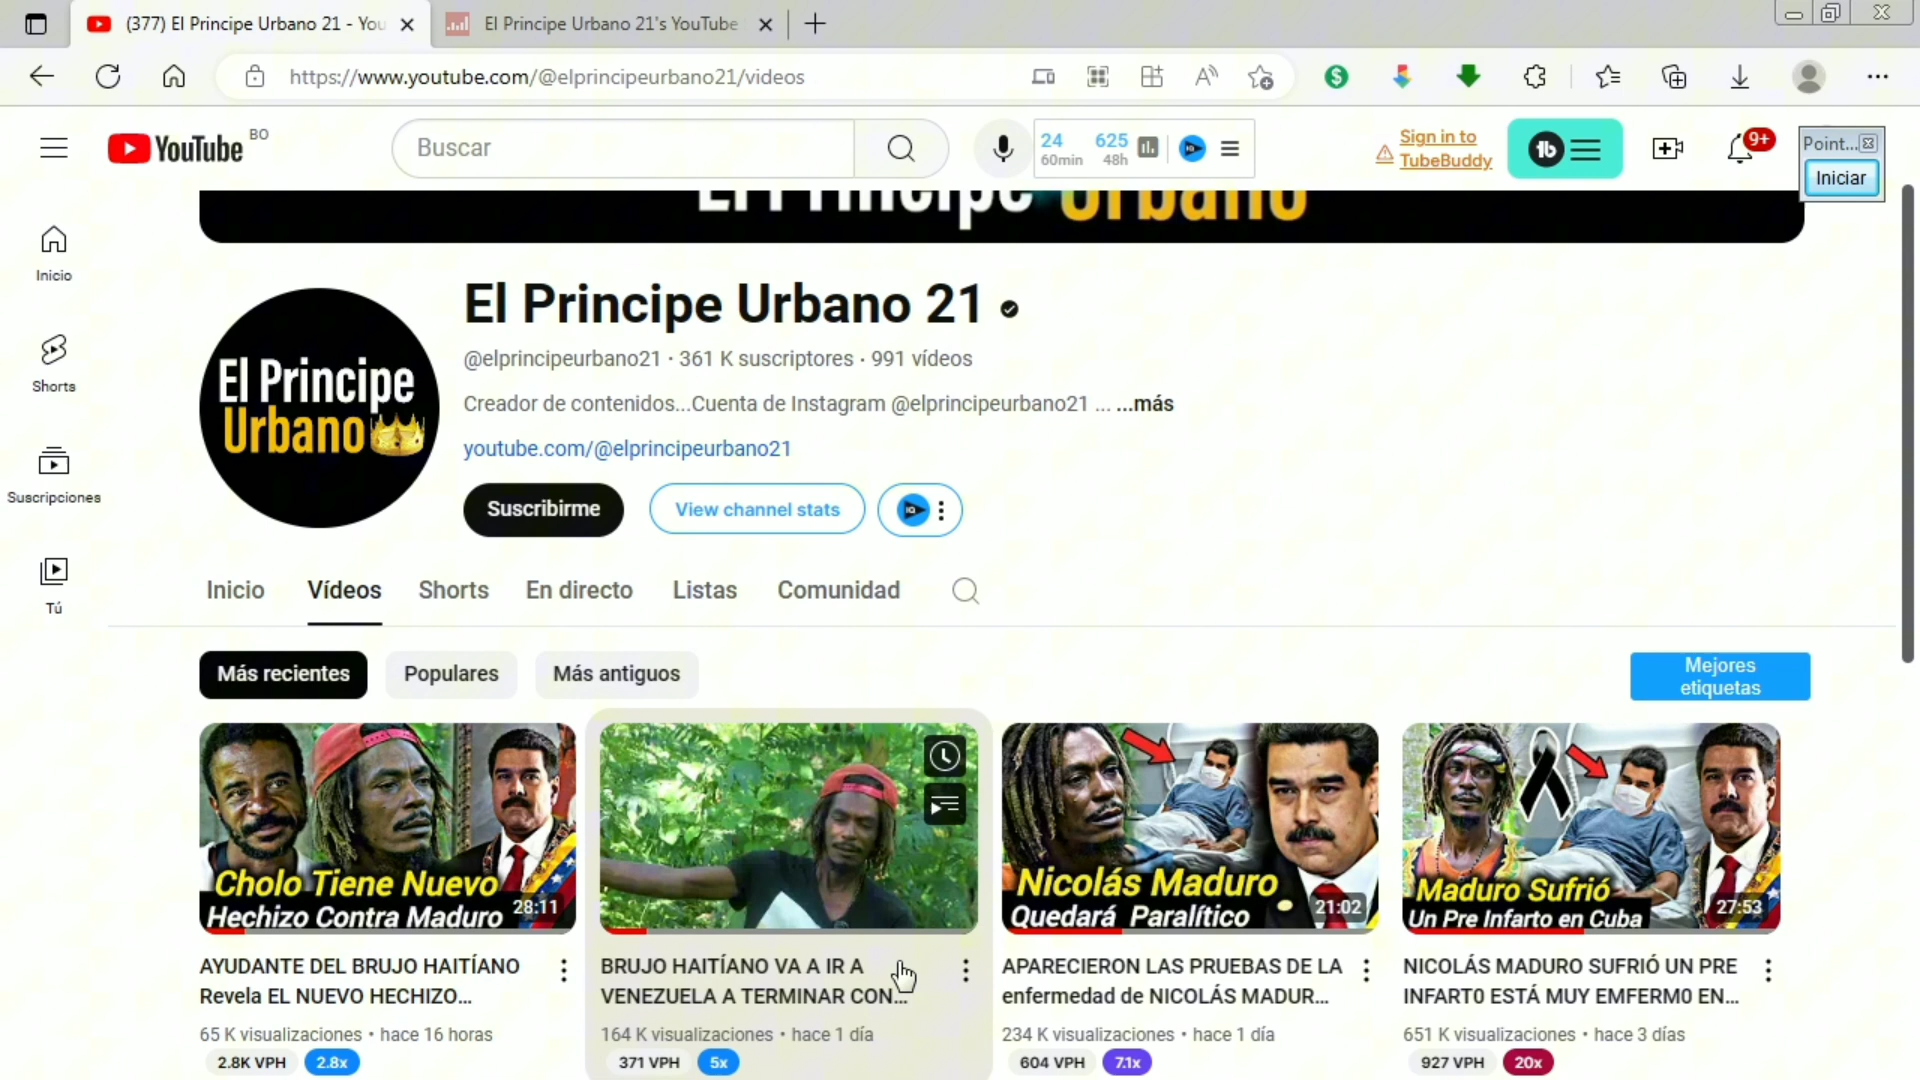 (377) El Principe Urbano 21 - You
El Principe Urbano 21's YouTube
https://www.youtube.com/@elprincipeurbano21/videos
YouTube BO
Buscar
24 625
60min 48h
Sign in to
TubeBuddy
9+
Point...
Iniciar
El Principe Urbano
Inicio
Shorts
Suscripciones
Tú
El Principe
Urbano
El Principe Urbano 21
@elprincipeurbano21 · 361 K suscriptores · 991 vídeos
Creador de contenidos...Cuenta de Instagram @elprincipeurbano21 ... ...más
youtube.com/@elprincipeurbano21
Suscribirme
View channel stats
IQ
Inicio Vídeos Shorts En directo Listas Comunidad
Más recientes Populares Más antiguos
Mejores
etiquetas
Cholo Tiene Nuevo
Hechizo Contra Maduro
28:11
Nicolás Maduro
Quedará Paralítico
21:02
Maduro Sufrió
Un Pre Infarto en Cuba
27:53
AYUDANTE DEL BRUJO HAITÍANO
Revela EL NUEVO HECHIZO...
65 K visualizaciones • hace 16 horas
2.8K VPH 2.8x
BRUJO HAITÍANO VA A IR A
VENEZUELA A TERMINAR CON...
164 K visualizaciones • hace 1 día
371 VPH 5x
APARECIERON LAS PRUEBAS DE LA
enfermedad de NICOLÁS MADUR...
234 K visualizaciones • hace 1 día
604 VPH 7.1x
NICOLÁS MADURO SUFRIÓ UN PRE
INFART0 ESTÁ MUY EMFERM0 EN...
651 K visualizaciones • hace 3 días
927 VPH 20x